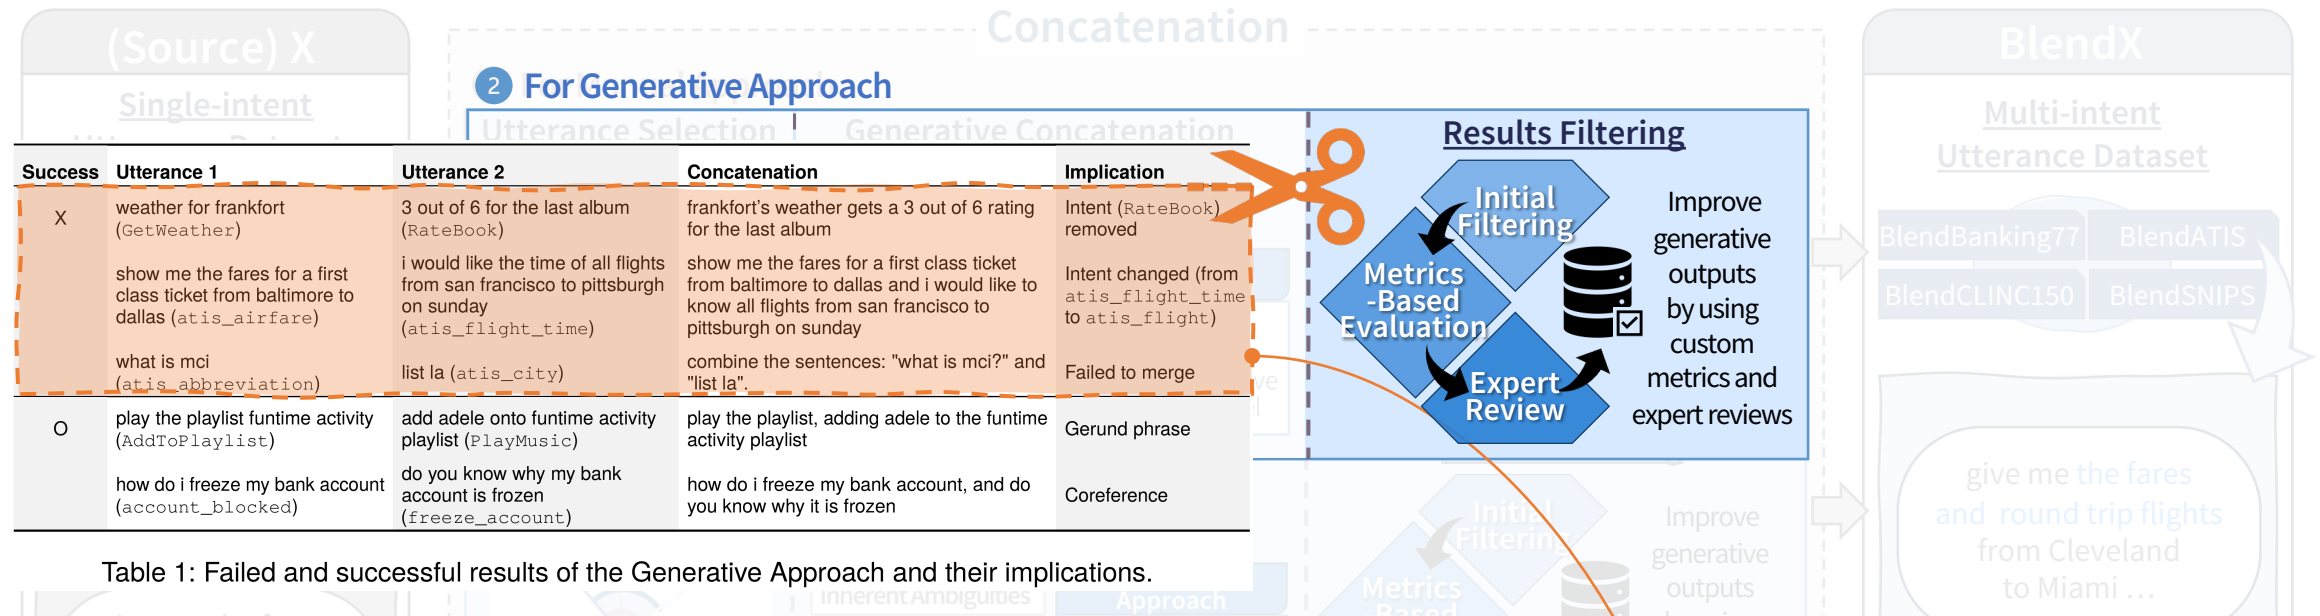 (Source) X
Single-intent
Concatenation
2 For Generative Approach
Utterance Selection
Generative Concatenation
Success Utterance 1 Utterance 2 Concatenation Implication
X
weather for frankfort
(GetWeather)
3 out of 6 for the last album
(RateBook)
frankfort's weather gets a 3 out of 6 rating
for the last album
Intent (RateBook)
removed
show me the fares for a first
class ticket from baltimore to
dallas (atis_airfare)
i would like the time of all flights
from san francisco to pittsburgh
on sunday
(atis_flight_time)
show me the fares for a first class ticket
from baltimore to dallas and i would like to
know all flights from san francisco to
pittsburgh on sunday
Intent changed (from
atis_flight_time
to atis_flight)
what is mci
(atis_abbreviation)
list la (atis_city)
combine the sentences: "what is mci?" and
"list la".
Failed to merge
O
play the playlist funtime activity
(AddToPlaylist)
add adele onto funtime activity
playlist (PlayMusic)
play the playlist, adding adele to the funtime
activity playlist
Gerund phrase
how do i freeze my bank account
(account_blocked)
do you know why my bank
account is frozen
(freeze_account)
how do i freeze my bank account, and do
you know why it is frozen
Coreference
Table 1: Failed and successful results of the Generative Approach and their implications.
Results Filtering
Initial
Filtering
Metrics
-Based
Evaluation
Expert
Review
Improve
generative
outputs
by using
custom
metrics and
expert reviews
Initial
Filtering
Metrics
Improve
generative
outputs
Inherent Ambiguities
Approach
BlendX
Multi-intent
Utterance Dataset
BlendBanking77
BlendATIS
BlendCLINC150
BlendSNIPS
give me the fares
and round trip flights
from Cleveland
to Miami ...